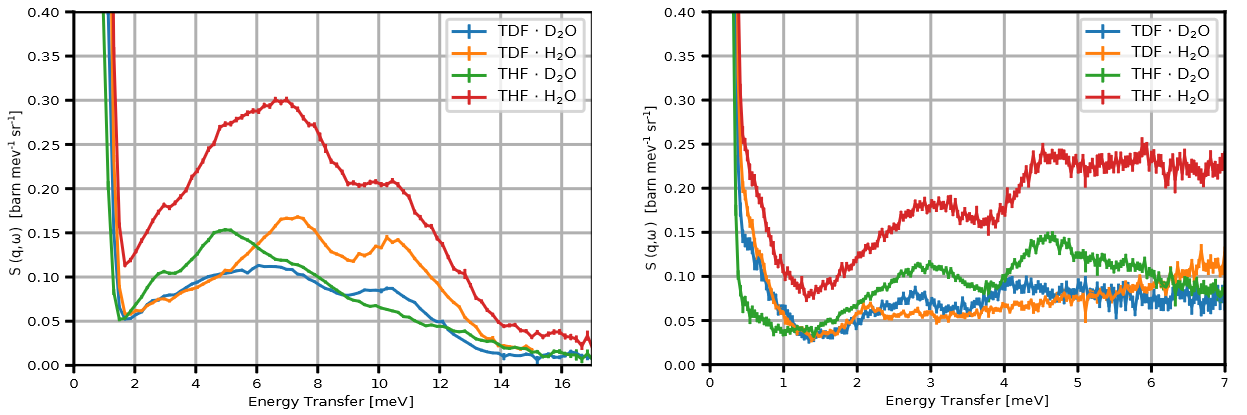 0.40
0.35
0.30
0.25
0.20
0.15
0.10
0.05
0.00
S (q,ω) [barn mev⁻¹ sr⁻¹]
0 2 4 6 8 10 12 14 16
Energy Transfer [meV]
TDF · D₂O
TDF · H₂O
THF · D₂O
THF · H₂O
0.40
0.35
0.30
0.25
0.20
0.15
0.10
0.05
0.00
S (q,ω) [barn mev⁻¹ sr⁻¹]
0 1 2 3 4 5 6 7
Energy Transfer [meV]
TDF · D₂O
TDF · H₂O
THF · D₂O
THF · H₂O